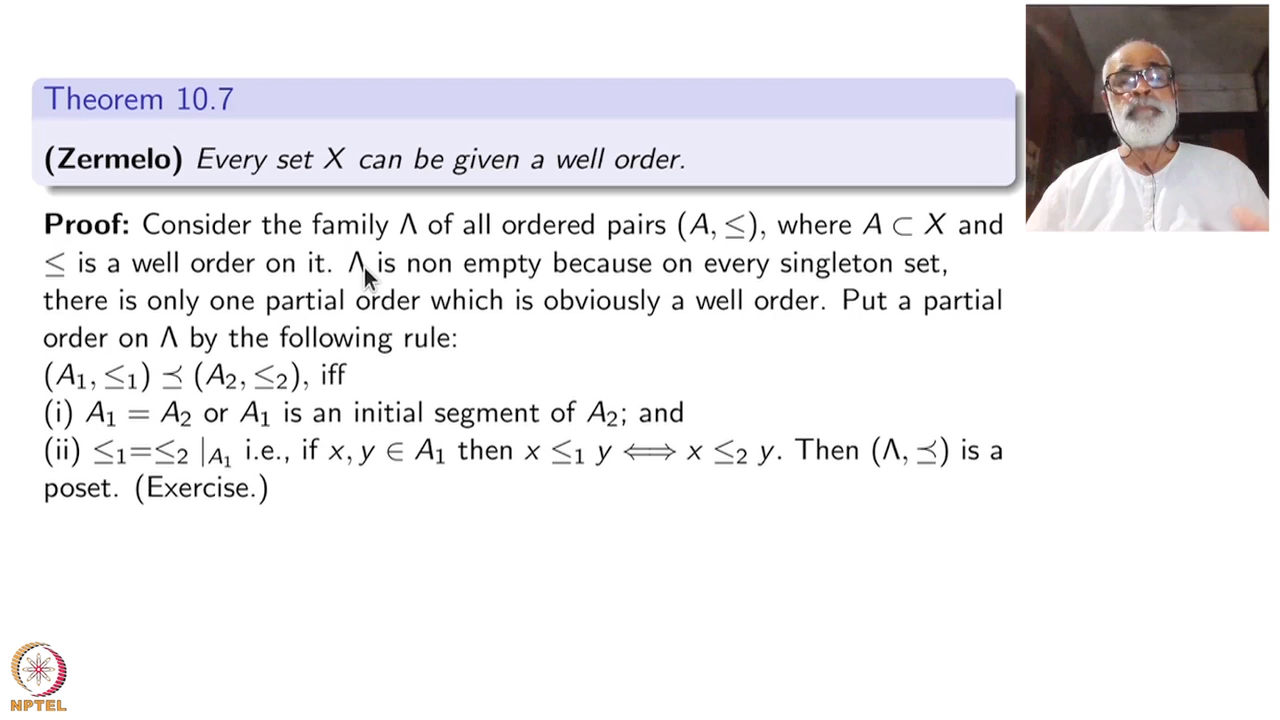 Theorem 10.7
(Zermelo) Every set X can be given a well order.
Proof: Consider the family Λ of all ordered pairs (A, ≤), where A ⊂ X and
≤ is a well order on it. Λ is non empty because on every singleton set,
there is only one partial order which is obviously a well order. Put a partial
order on Λ by the following rule:
(A₁, ≤₁) ⪯ (A₂, ≤₂), iff
(i) A₁ = A₂ or A₁ is an initial segment of A₂; and
(ii) ≤₁=≤₂ |A₁ i.e., if x, y ∈ A₁ then x ≤₁ y ⟺ x ≤₂ y. Then (Λ, ⪯) is a
poset. (Exercise.)
NPTEL